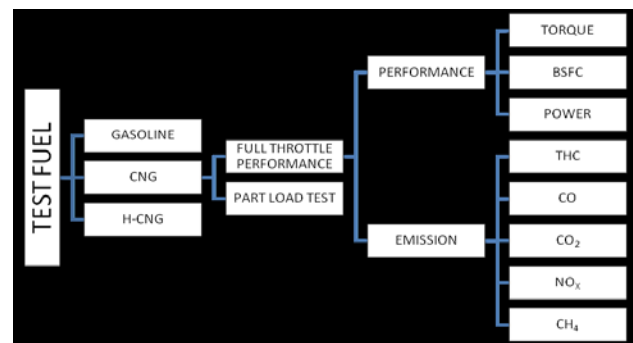 TEST FUEL
GASOLINE
CNG
H-CNG
FULL THROTTLE
PERFORMANCE
PART LOAD TEST
PERFORMANCE
EMISSION
TORQUE
BSFC
POWER
THC
CO
CO₂
NOₓ
CH₄